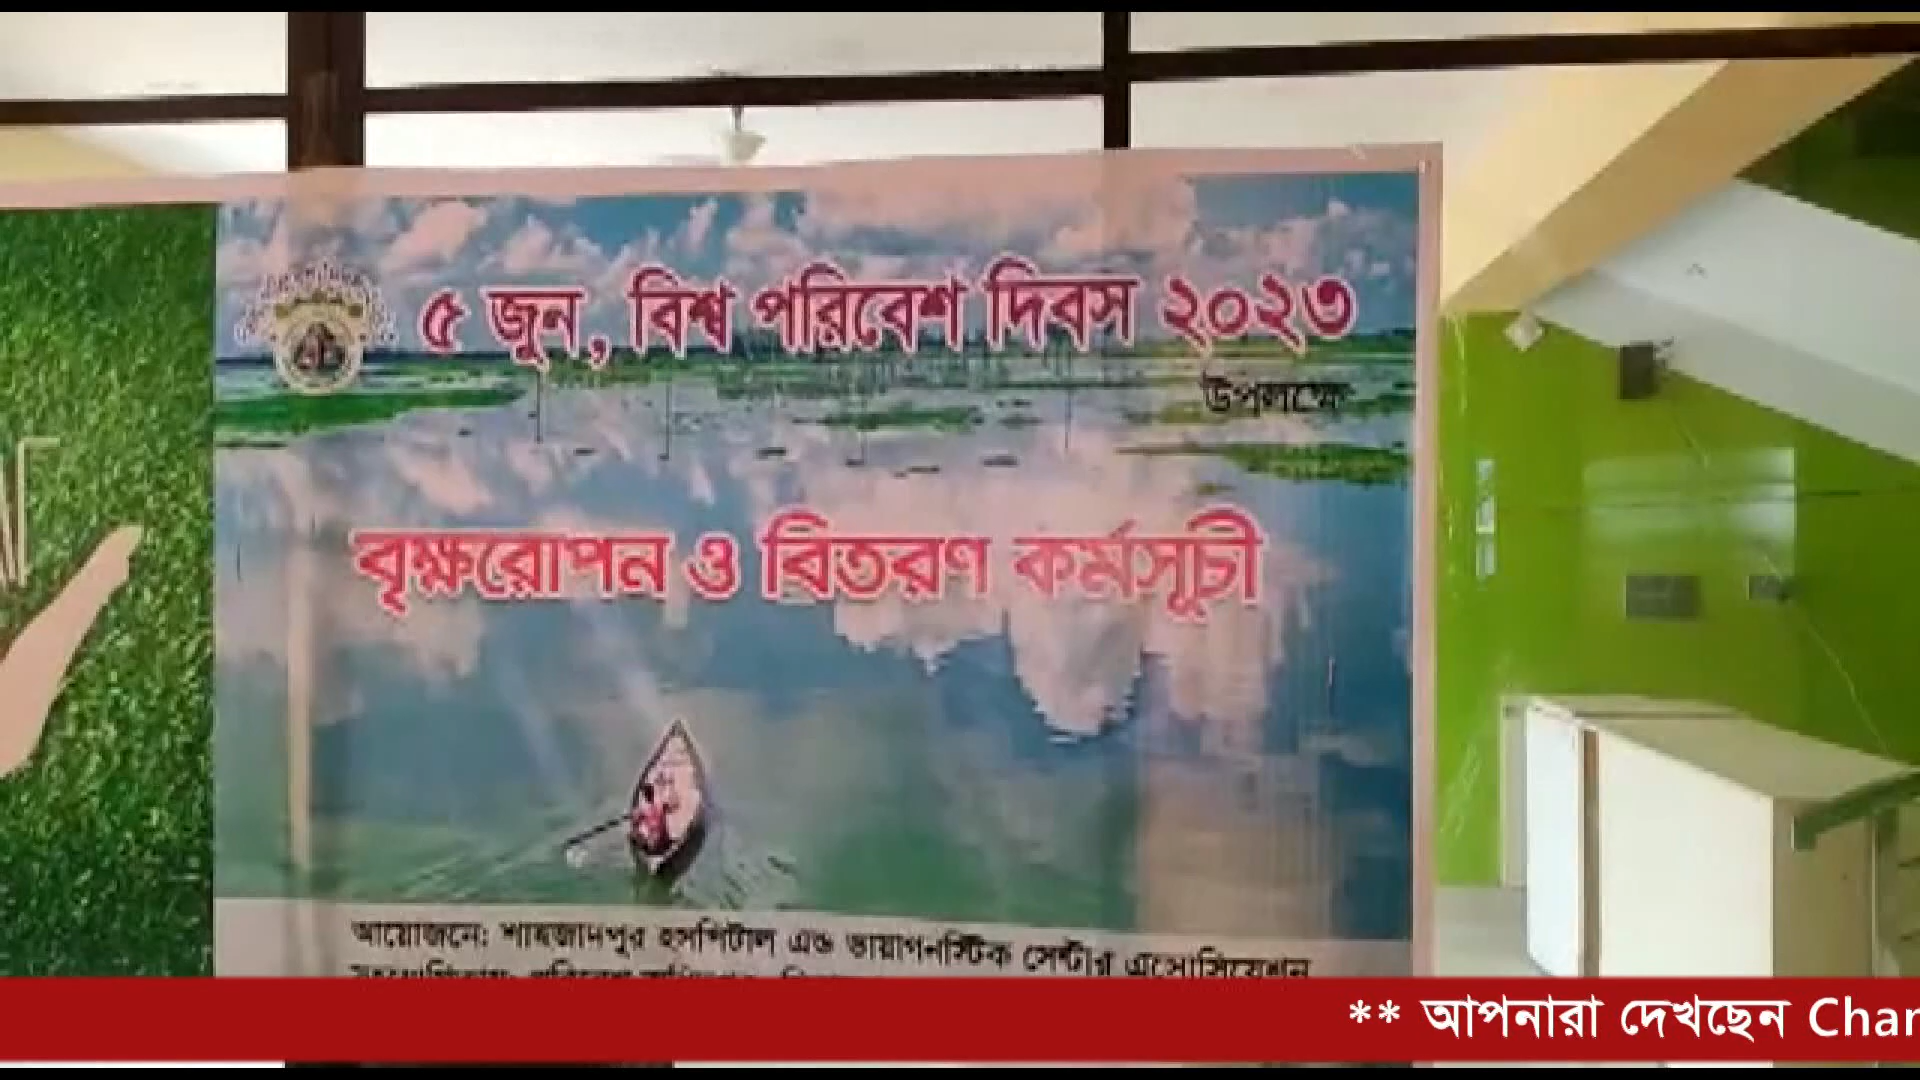 ৫ জুন, বিশ্ব পরিবেশ দিবস ২০২৩
উপলক্ষে
বৃক্ষরোপন ও বিতরণ কর্মসূচী
আয়োজনে: শাহজাদপুর হসপিটাল এন্ড ডায়াগনস্টিক সেন্টার এসোসিয়েশন
** আপনারা দেখছেন Chan